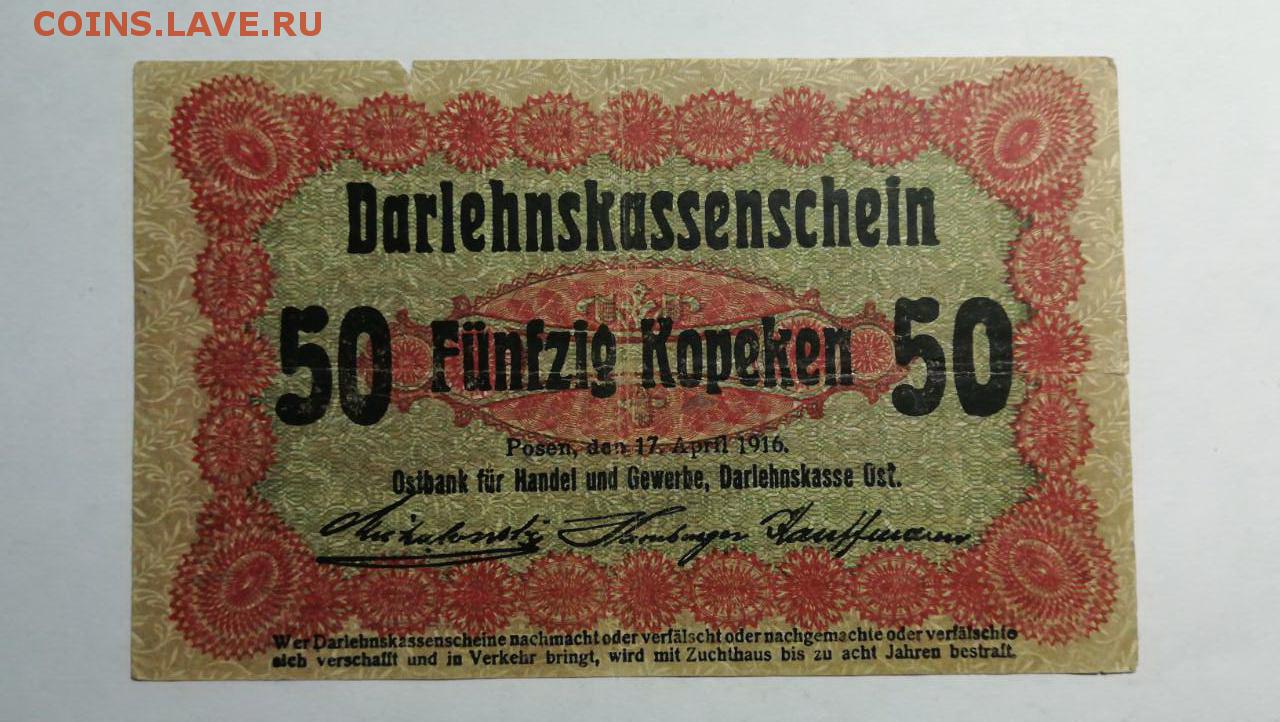 COINS.LAVE.RU
Darlehnskassenschein
50 Fünfzig Kopeken 50
Posen, den 17. April 1916.
Ostbank für Handel und Gewerbe, Darlehnskasse Ost.
Kauffmann
Wer Darlehnskassenscheine nachmacht oder verfälscht oder nachgemachte oder verfälschte
sich verschafft und in Verkehr bringt, wird mit Zuchthaus bis zu acht Jahren bestraft.